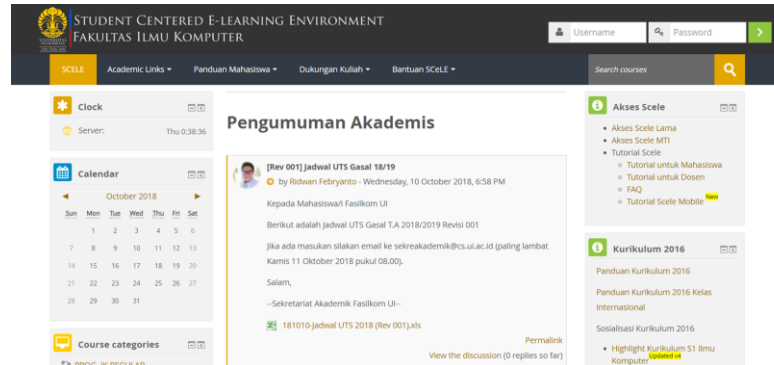 STUDENT CENTERED E-LEARNING ENVIRONMENT
FAKULTAS ILMU KOMPUTER
Username
Password
SCELE
Academic Links
Panduan Mahasiswa
Dukungan Kuliah
Bantuan SCeLE
Search courses
Clock
Server:
Thu 0:38:36
Calendar
October 2018
Sun Mon Tue Wed Thu Fri Sat
1 2 3 4 5 6
7 8 9 10 11 12 13
14 15 16 17 18 19 20
21 22 23 24 25 26 27
28 29 30 31
Course categories
Pengumuman Akademis
[Rev 001] Jadwal UTS Gasal 18/19
by Ridwan Febryanto - Wednesday, 10 October 2018, 6:58 PM
Kepada Mahasiswa/i Fasilkom UI
Berikut adalah jadwal UTS Gasal T.A 2018/2019 Revisi 001
Jika ada masukan silakan email ke sekreakademik@cs.ui.ac.id (paling lambat
Kamis 11 Oktober 2018 pukul 08.00).
Salam,
--Sekretariat Akademik Fasilkom UI--
181010-Jadwal UTS 2018 (Rev 001).xls
Permalink
View the discussion (0 replies so far)
Akses Scele
Akses Scele Lama
Akses Scele MTI
Tutorial Scele
Tutorial untuk Mahasiswa
Tutorial untuk Dosen
FAQ
Tutorial Scele Mobile New
Kurikulum 2016
Panduan Kurikulum 2016
Panduan Kurikulum 2016 Kelas
Internasional
Sosialisasi Kurikulum 2016
Highlight Kurikulum S1 Ilmu
Komputer Updated v4